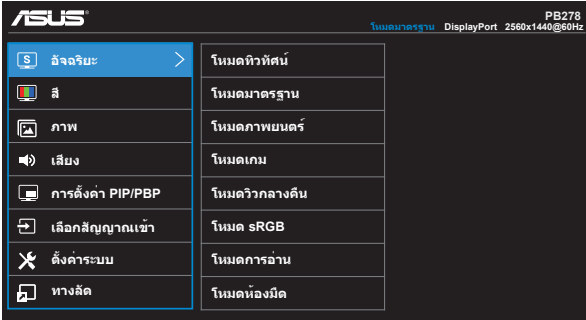 ASUS
PB278
โหมดมาตรฐาน DisplayPort 2560x1440@60Hz
S อัจฉริยะ
สี
ภาพ
เสียง
การตั้งค่า PIP/PBP
เลือกสัญญาณเข้า
ตั้งค่าระบบ
ทางลัด
โหมดทิวทัศน์
โหมดมาตรฐาน
โหมดภาพยนตร์
โหมดเกม
โหมดวิวกลางคืน
โหมด sRGB
โหมดการอ่าน
โหมดห้องมืด